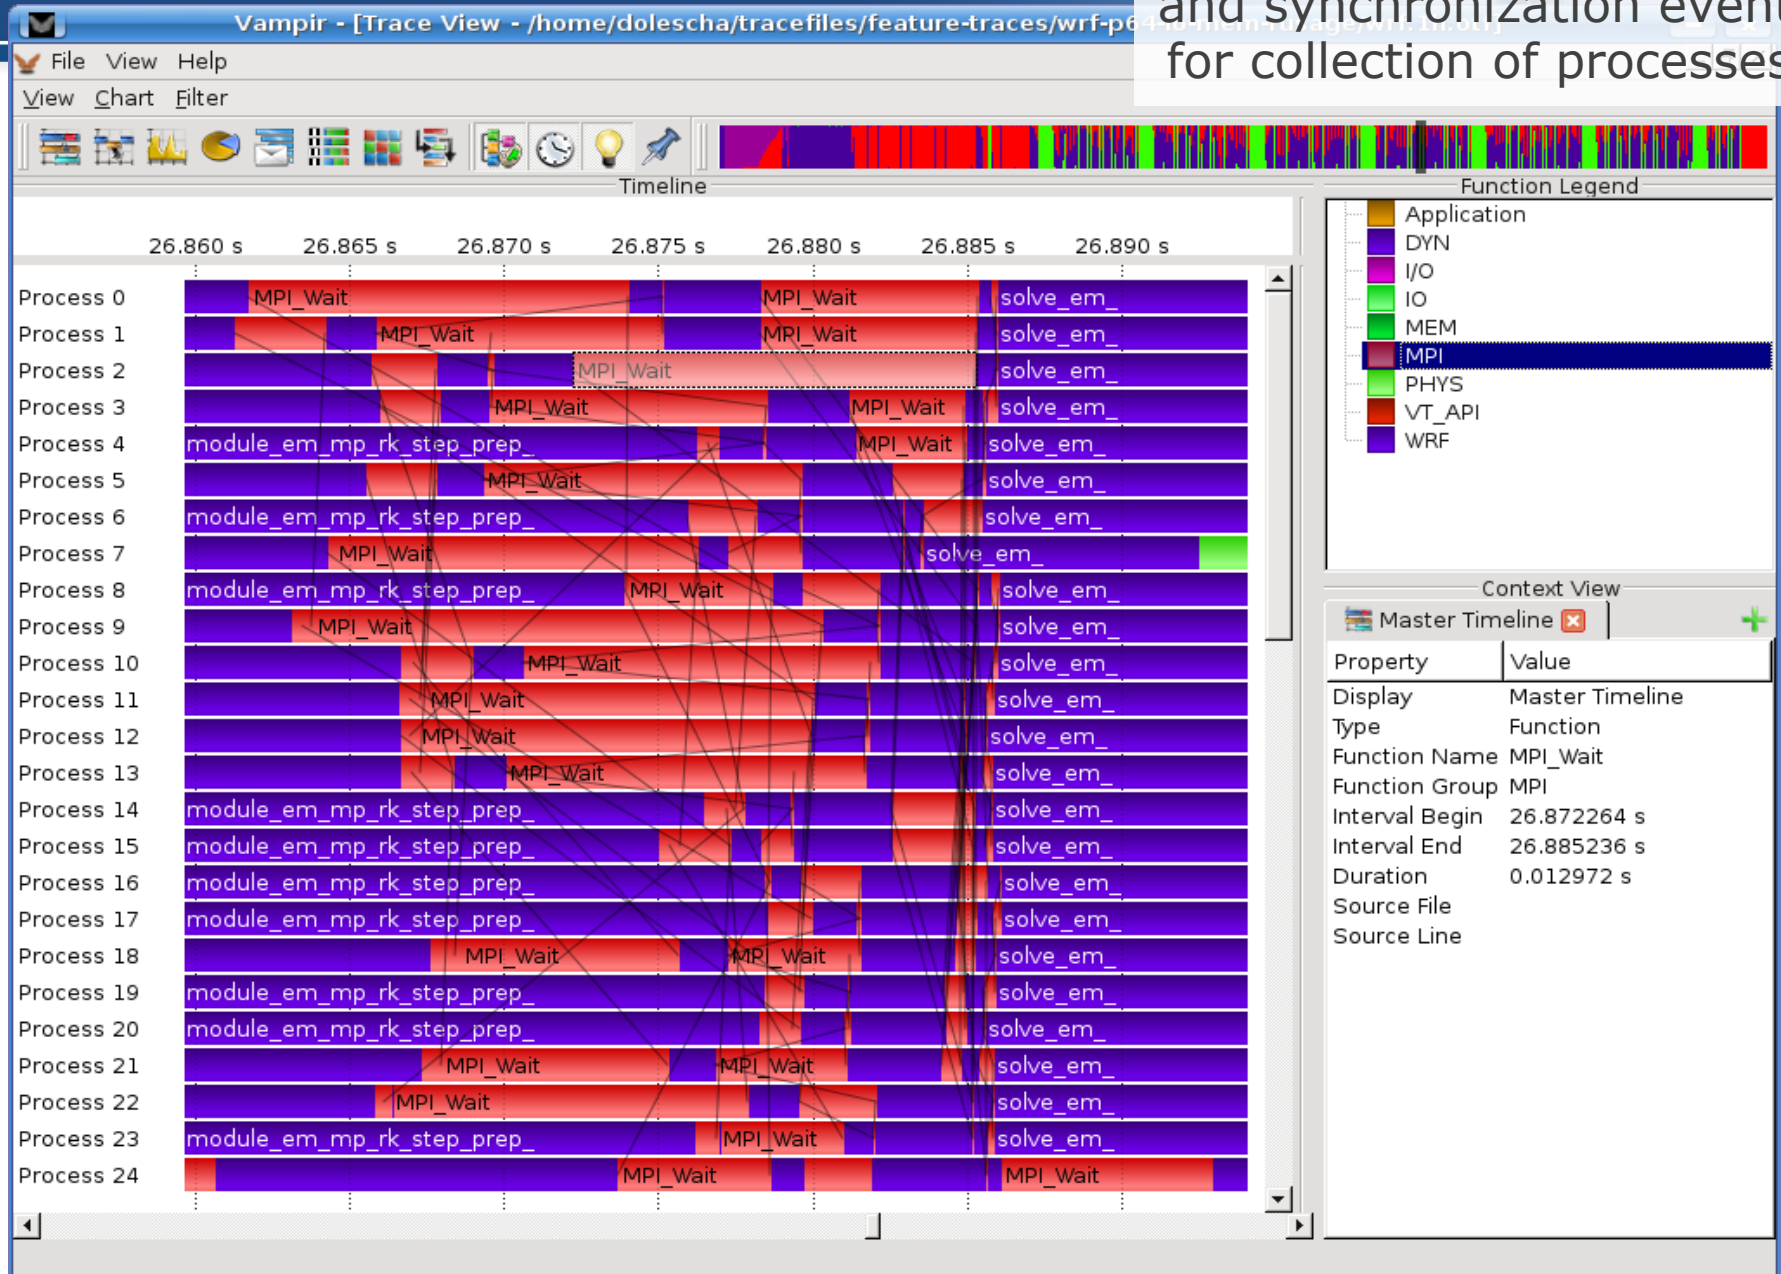 and synchronization event
for collection of processes
Vampir - [Trace View - /home/dolescha/tracefiles/feature-traces/wrf-p64-io-mem-rusage/wrf.1h.otf]
File View Help
View Chart Filter
Timeline
Function Legend
26.860 s 26.865 s 26.870 s 26.875 s 26.880 s 26.885 s 26.890 s
Process 0 MPI_Wait MPI_Wait solve_em_
Process 1 MPI_Wait MPI_Wait solve_em_
Process 2 MPI_Wait solve_em_
Process 3 MPI_Wait MPI_Wait solve_em_
Process 4 module_em_mp_rk_step_prep_ MPI_Wait solve_em_
Process 5 MPI_Wait solve_em_
Process 6 module_em_mp_rk_step_prep_ solve_em_
Process 7 MPI_Wait solve_em_
Process 8 module_em_mp_rk_step_prep_ MPI_Wait solve_em_
Process 9 MPI_Wait solve_em_
Process 10 MPI_Wait solve_em_
Process 11 MPI_Wait solve_em_
Process 12 MPI_Wait solve_em_
Process 13 MPI_Wait solve_em_
Process 14 module_em_mp_rk_step_prep_ solve_em_
Process 15 module_em_mp_rk_step_prep_ solve_em_
Process 16 module_em_mp_rk_step_prep_ solve_em_
Process 17 module_em_mp_rk_step_prep_ solve_em_
Process 18 MPI_Wait MPI_Wait solve_em_
Process 19 module_em_mp_rk_step_prep_ solve_em_
Process 20 module_em_mp_rk_step_prep_ solve_em_
Process 21 MPI_Wait MPI_Wait solve_em_
Process 22 MPI_Wait solve_em_
Process 23 module_em_mp_rk_step_prep_ MPI_Wait solve_em_
Process 24 MPI_Wait MPI_Wait
Application
DYN
I/O
IO
MEM
MPI
PHYS
VT_API
WRF
Context View
Master Timeline
Property Value
Display Master Timeline
Type Function
Function Name MPI_Wait
Function Group MPI
Interval Begin 26.872264 s
Interval End 26.885236 s
Duration 0.012972 s
Source File
Source Line